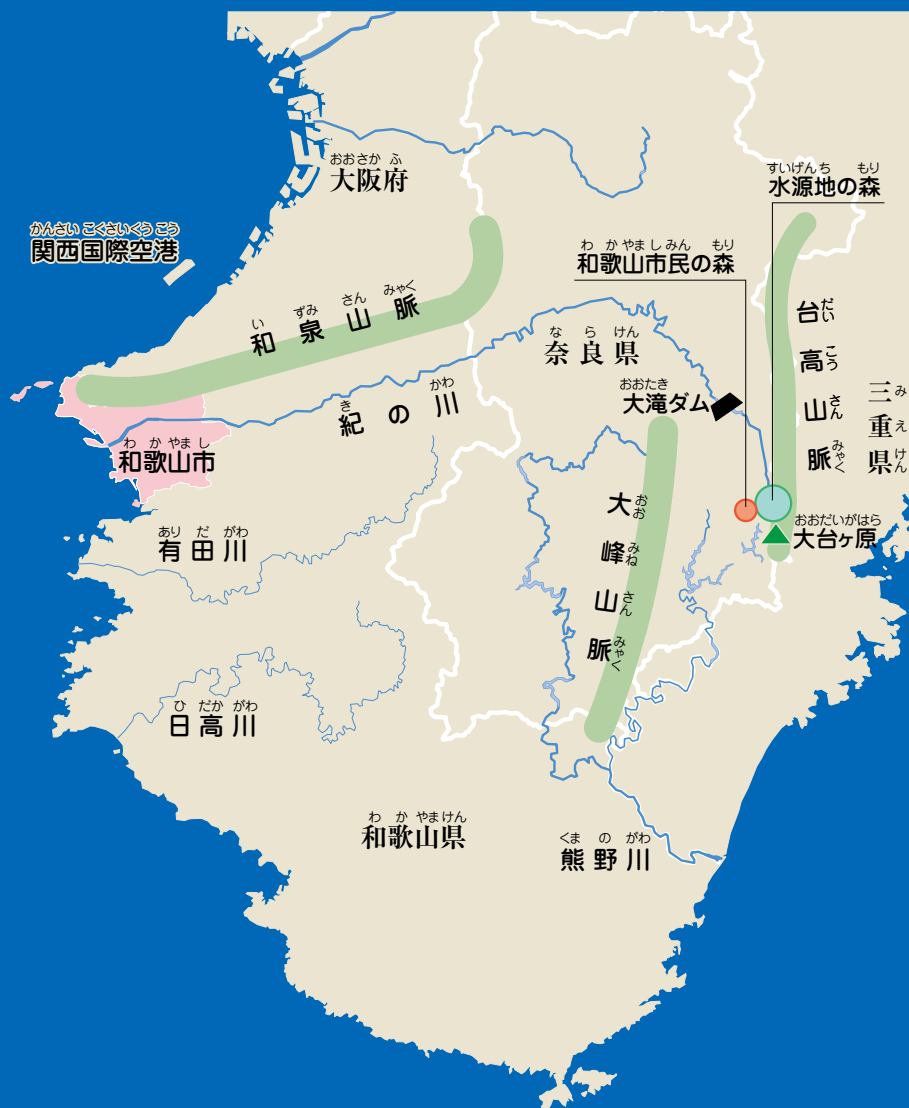 おおさか ふ
大阪府
すいげんち もり
水源地の森
かんさい こくさいくうこう
関西国際空港
わかやましみん もり
和歌山市民の森
い ずみ さん みゃく
和泉山脈
だい こう さん みゃく
台高山脈
な ら けん
奈良県
み え けん
三重県
おおたき
大滝ダム
き かわ
紀の川
わ か やま し
和歌山市
おお みね さん みゃく
大峰山脈
おおだいがはら
大台ヶ原
あり だ がわ
有田川
ひ だか がわ
日高川
わ か やまけん
和歌山県
くま の がわ
熊野川